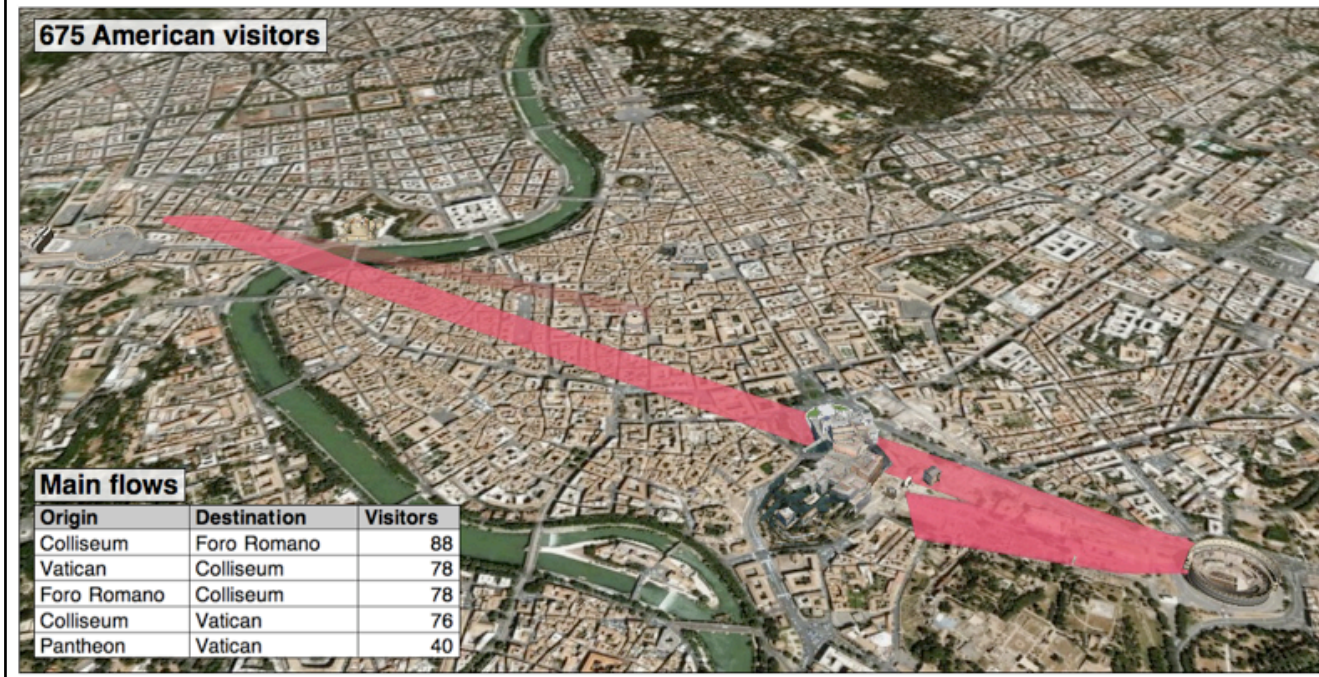 675 American visitors
Main flows
Origin Destination Visitors
Colliseum Foro Romano 88
Vatican Colliseum 78
Foro Romano Colliseum 78
Colliseum Vatican 76
Pantheon Vatican 40